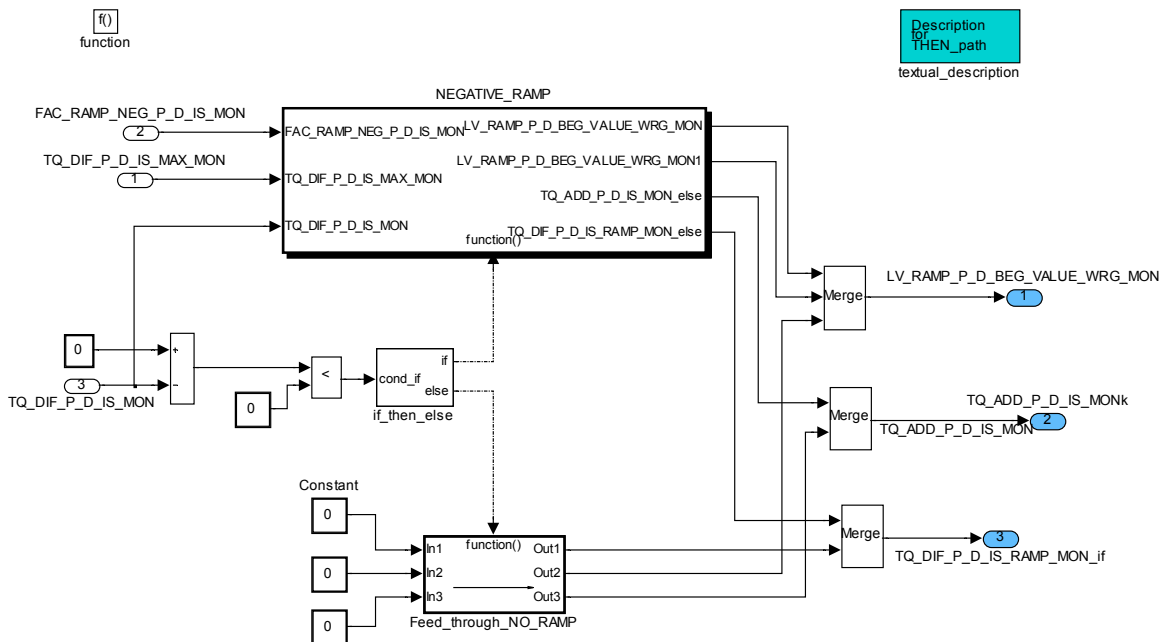 f()
function
Description
for
THEN_path
textual_description
NEGATIVE_RAMP
FAC_RAMP_NEG_P_D_IS_MON
2
TQ_DIF_P_D_IS_MAX_MON
1
FAC_RAMP_NEG_P_D_IS_MON
TQ_DIF_P_D_IS_MAX_MON
TQ_DIF_P_D_IS_MON
function()
LV_RAMP_P_D_BEG_VALUE_WRG_MON
LV_RAMP_P_D_BEG_VALUE_WRG_MON1
TQ_ADD_P_D_IS_MON_else
TQ_DIF_P_D_IS_RAMP_MON_else
Merge
LV_RAMP_P_D_BEG_VALUE_WRG_MON
1
0
+
−
3
TQ_DIF_P_D_IS_MON
0
<
cond_if
if
else
if_then_else
Merge
TQ_ADD_P_D_IS_MONk
2
TQ_ADD_P_D_IS_MON
Constant
0
0
0
In1
In2
In3
function()
Out1
Out2
Out3
Feed_through_NO_RAMP
Merge
3
TQ_DIF_P_D_IS_RAMP_MON_if